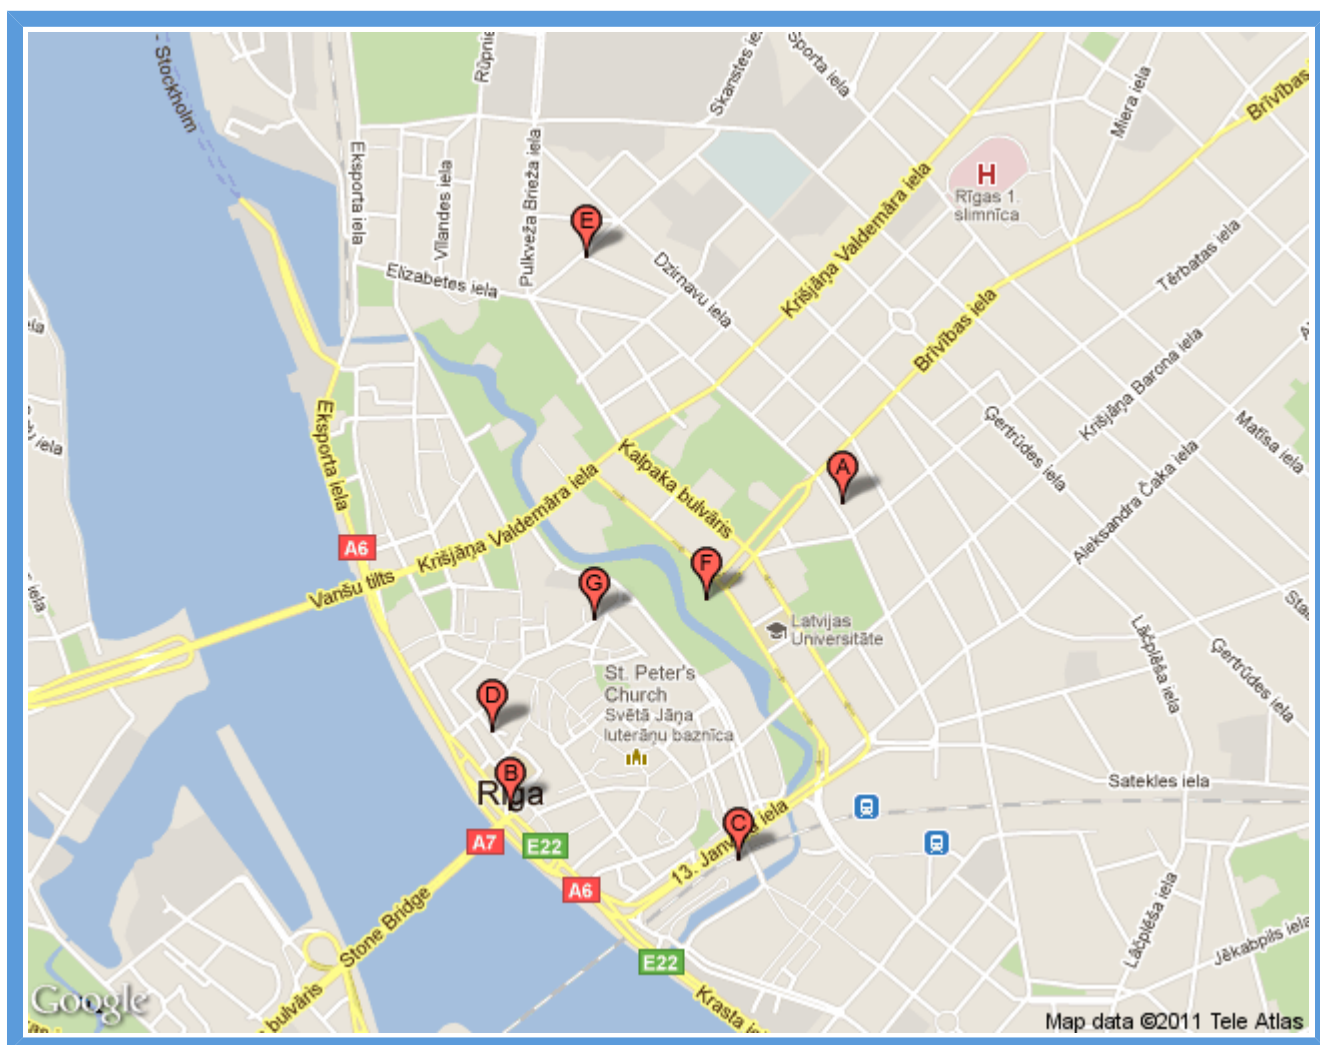 - Stockholm
Rūpnie
Skanstes ie
Sporta iela
Miera iela
Brīvības
Eksporta iela
Vīlandes iela
Pulkveža Brieža iela
H
Rīgas 1.
slimnīca
Krišjāņa Valdemāra iela
E
Elizabetes iela
Dzirnavu iela
Tērbatas iela
Brīvības iela
Krišjāņa Barona iela
Ģertrūdes iela
Matīsa iela
Aleksandra Čaka iela
Eksporta iela
Kalpaka bulvāris
A
Krišjāņa Valdemāra iela
A6
Vanšu tilts
F
G
Latvijas
Universitāte
Lāčplēša iela
Ģertrūdes iela
Sta
St. Peter's
Church
Svētā Jāņa
luterāņu baznīca
D
B
Rīga
Satekles iela
C
13. Janv
a iela
A7
E22
A6
Stone Bridge
Lāčplēša iela
Jēkabpils iela
E22
Krasta ie
bulvāris
Google
Map data ©2011 Tele Atlas